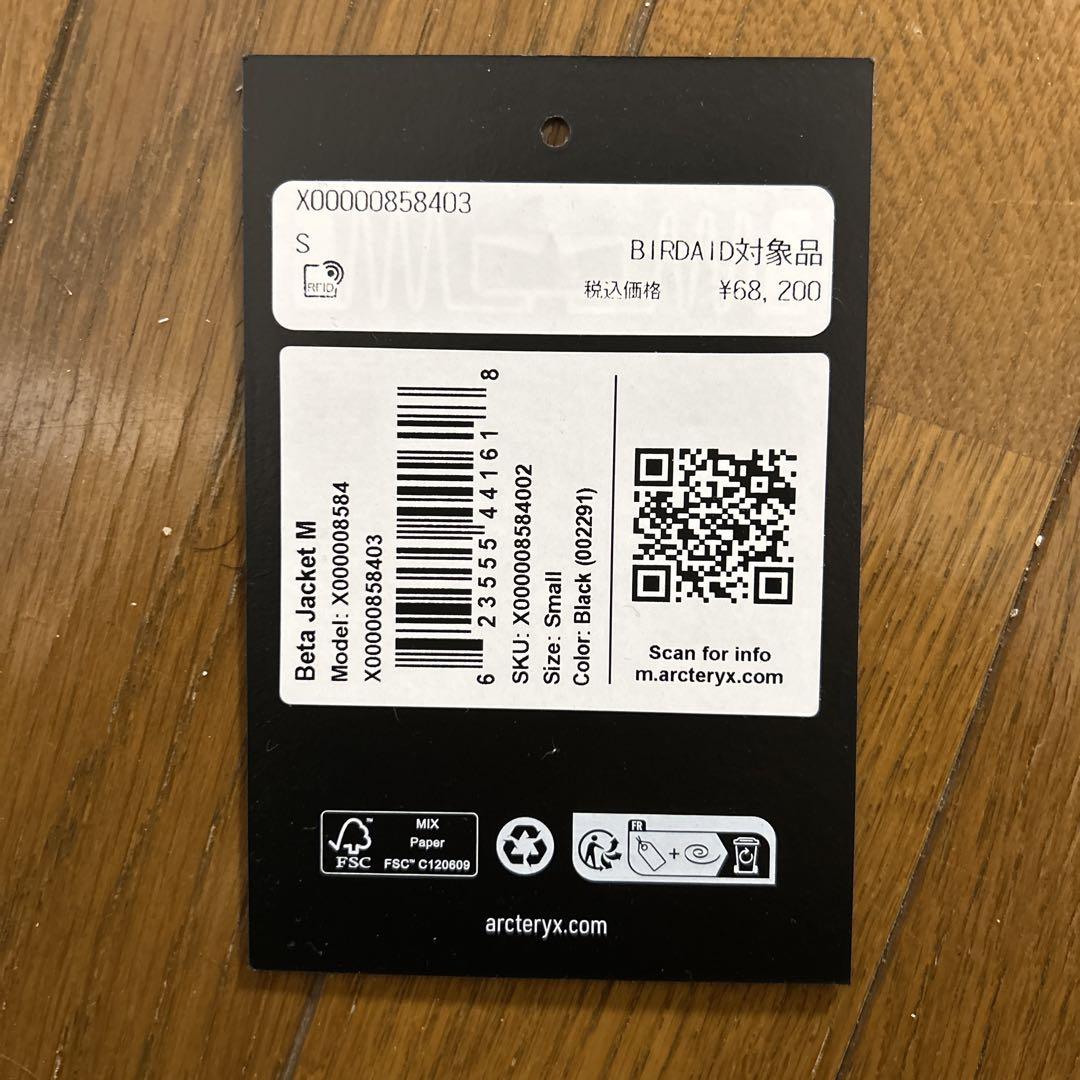 X00000858403
S
BIRDAID対象品
RFID
税込価格 ¥68,200
Beta Jacket M
Model: X000008584
X00000858403
6 23555 44161 8
SKU: X000008584002
Size: Small
Color: Black (002291)
Scan for info
m.arcteryx.com
FSC
MIX
Paper
FSC™ C120609
FR
arcteryx.com